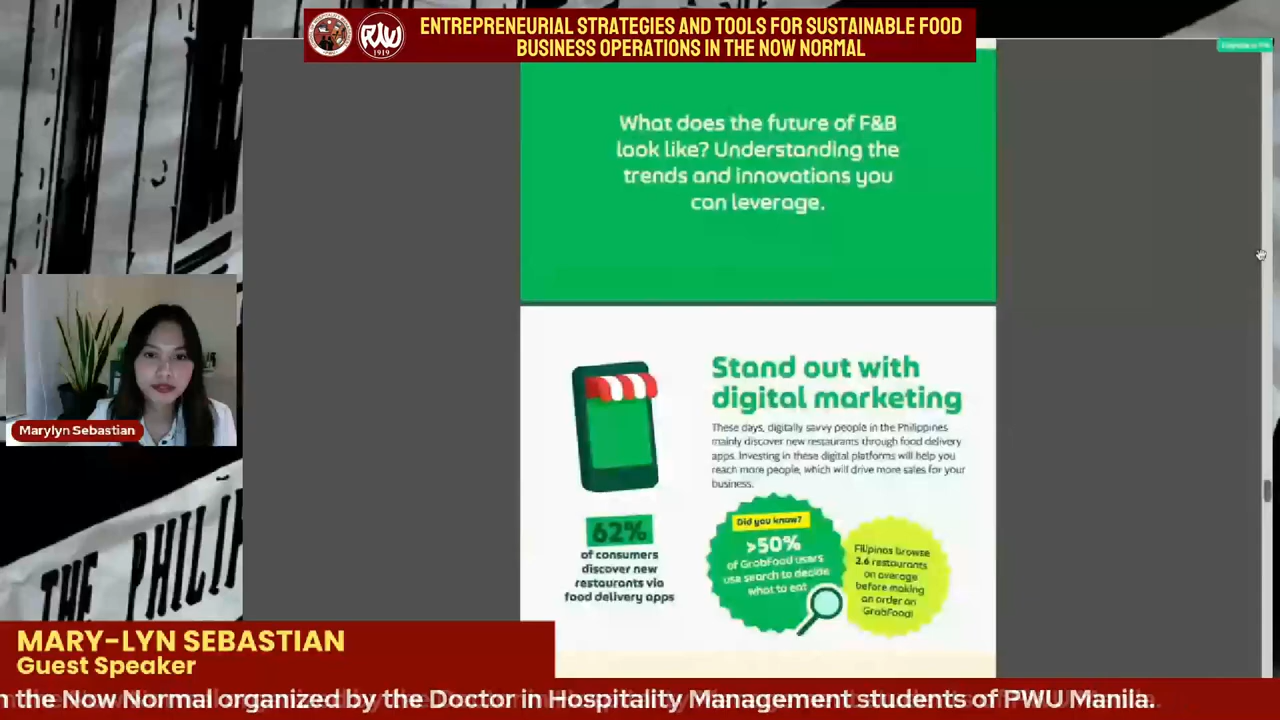 ENTREPRENEURIAL STRATEGIES AND TOOLS FOR SUSTAINABLE FOOD
BUSINESS OPERATIONS IN THE NOW NORMAL
1919
What does the future of F&B
look like? Understanding the
trends and innovations you
can leverage.
Stand out with
digital marketing
These days, digitally savvy people in the Philippines
mainly discover new restaurants through food delivery
apps. Investing in these digital platforms will help you
reach more people, which will drive more sales for your
business.
62%
of consumers
discover new
restaurants via
food delivery apps
Did you know?
>50%
of GrabFood users
use search to decide
what to eat
Filipinos browse
2.6 restaurants
on average
before making
an order on
GrabFood!
Marylyn Sebastian
THE PHILI
MARY-LYN SEBASTIAN
Guest Speaker
n the Now Normal organized by the Doctor in Hospitality Management students of PWU Manila.